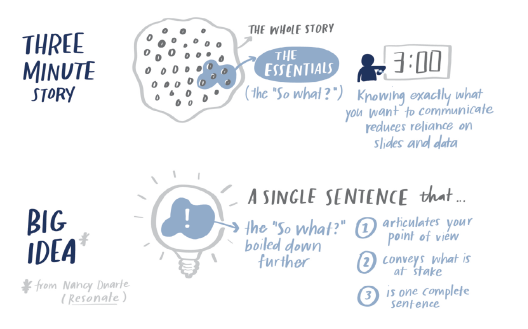 THREE
MINUTE
STORY
THE WHOLE STORY
THE
ESSENTIALS
(the "So what?")
3:00
Knowing exactly what
you want to communicate
reduces reliance on
slides and data
BIG
IDEA*
* from Nancy Duarte
(Resonate)
!
A SINGLE SENTENCE that...
the "So what?"
boiled down
further
1 articulates your
point of view
2 conveys what is
at stake
3 is one complete
sentence